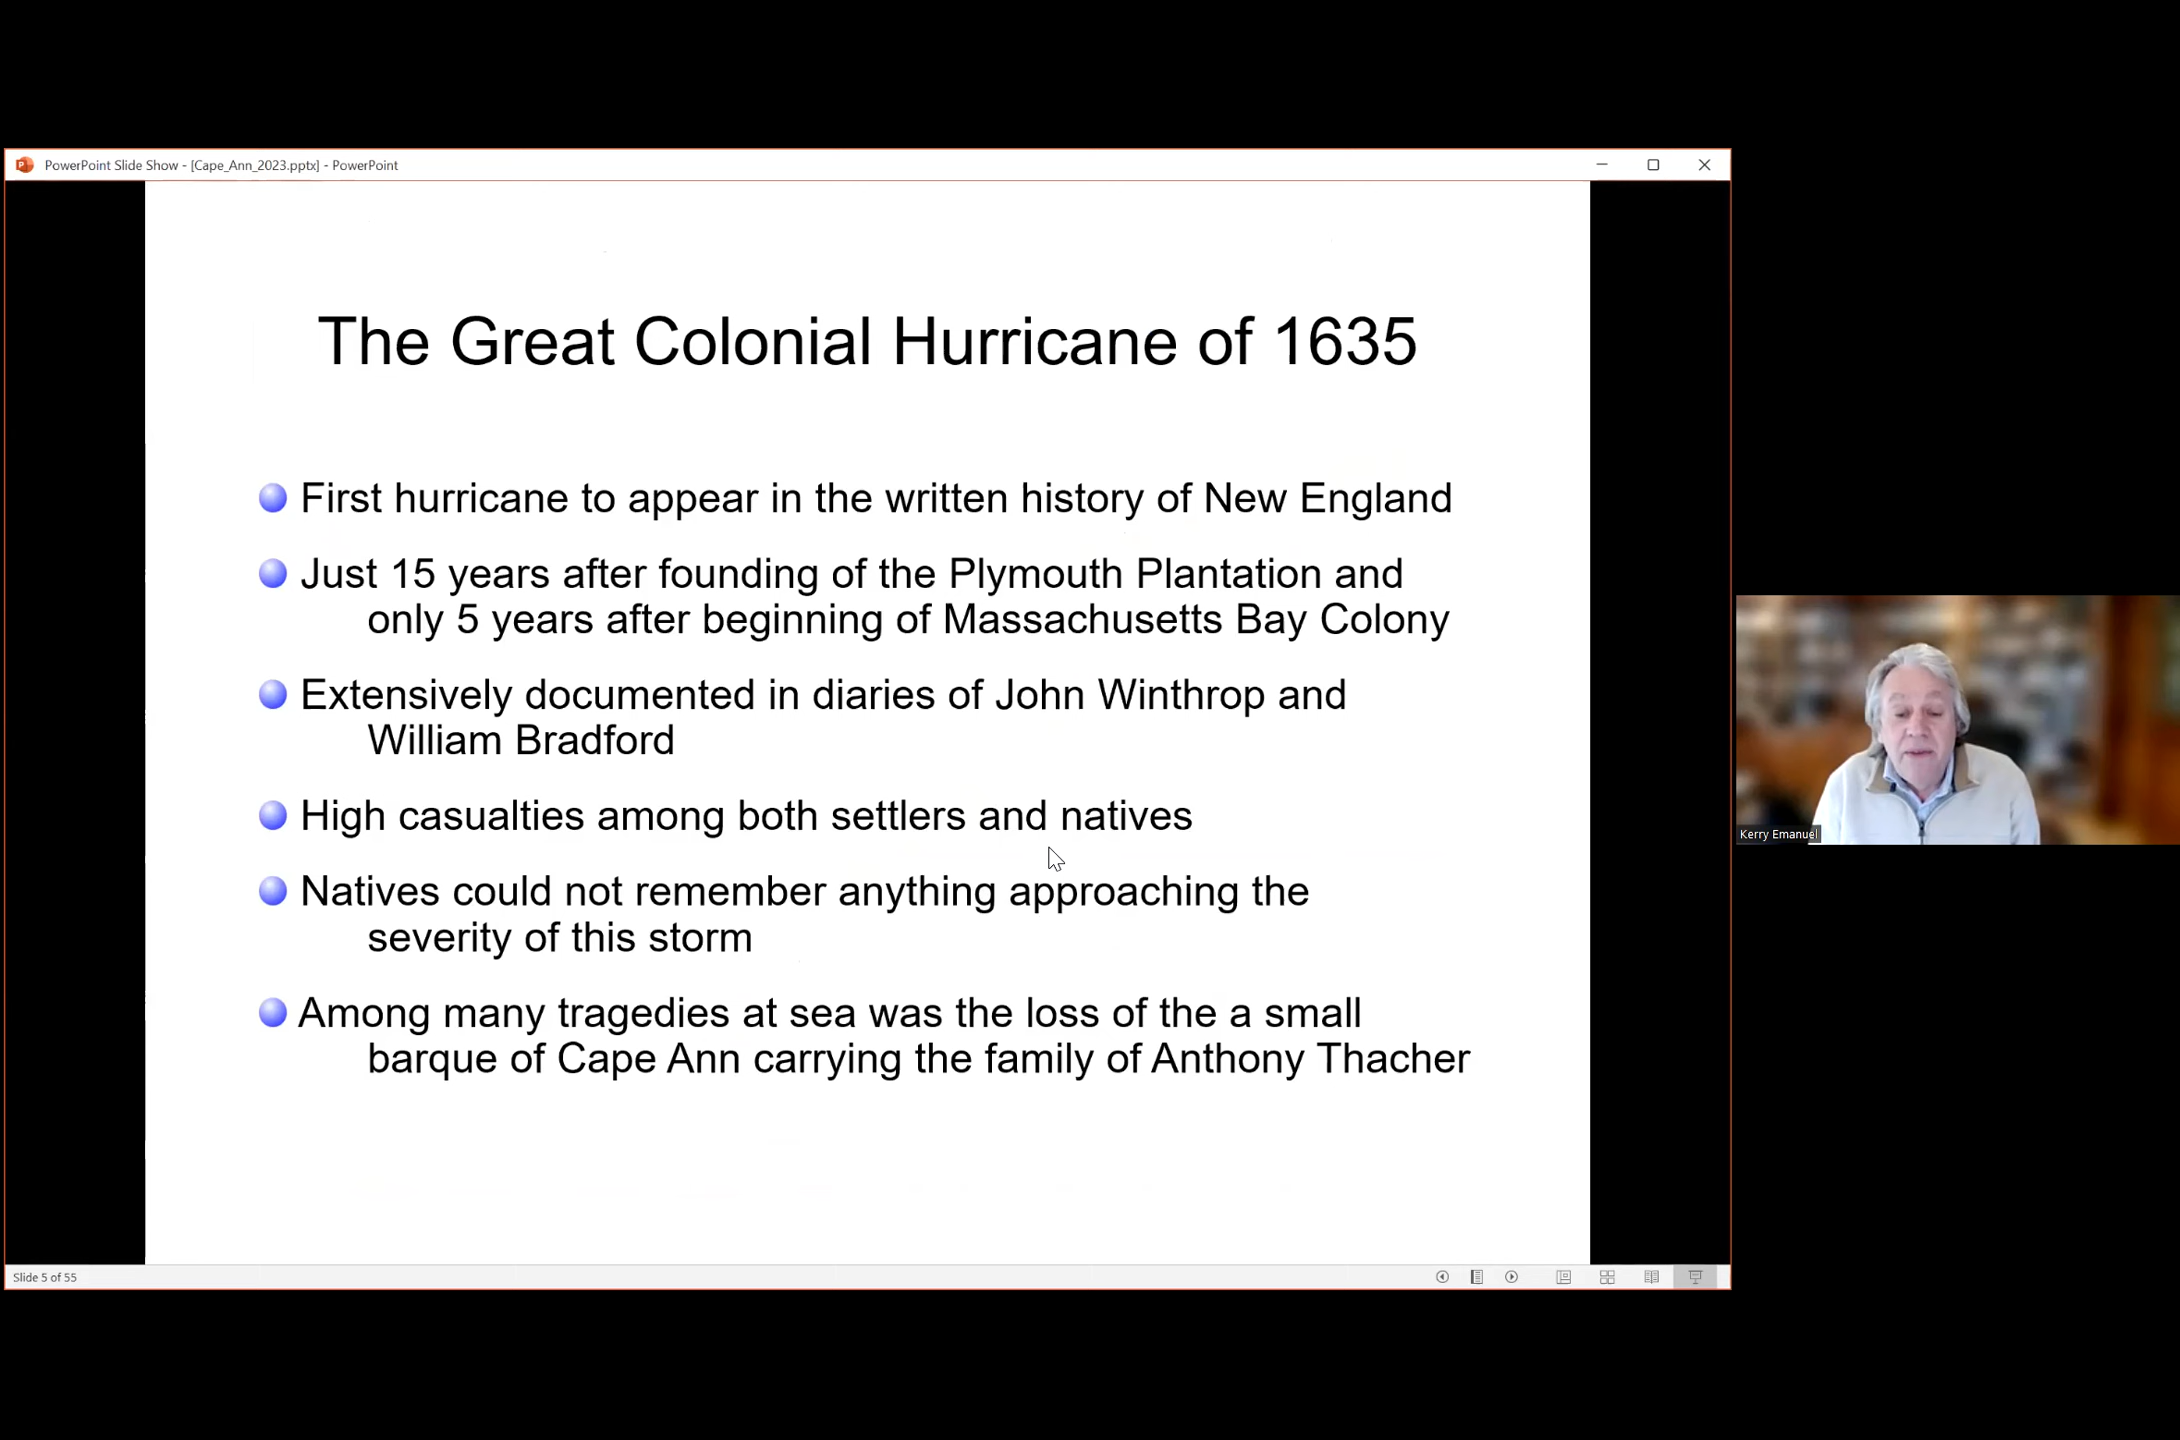 PowerPoint Slide Show - [Cape_Ann_2023.pptx] - PowerPoint
The Great Colonial Hurricane of 1635
First hurricane to appear in the written history of New England
Just 15 years after founding of the Plymouth Plantation and
only 5 years after beginning of Massachusetts Bay Colony
Extensively documented in diaries of John Winthrop and
William Bradford
High casualties among both settlers and natives
Natives could not remember anything approaching the
severity of this storm
Among many tragedies at sea was the loss of the a small
barque of Cape Ann carrying the family of Anthony Thacher
Kerry Emanuel
Slide 5 of 55